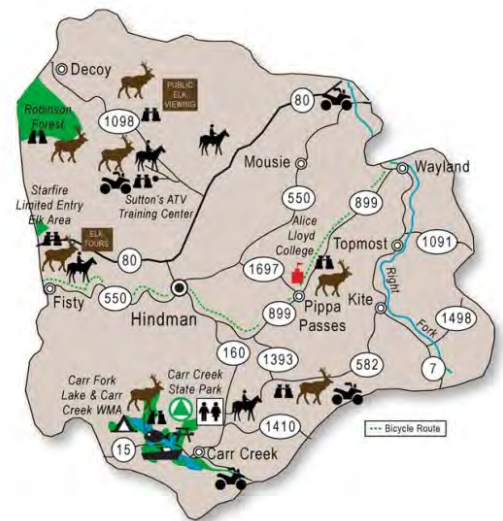 Decoy
PUBLIC
ELK
VIEWING
80
Robinson
Forest
1098
Mousie
Wayland
Starfire
Limited Entry
Elk Area
Sutton's ATV
Training Center
550
899
Alice
Lloyd
College
ELK
TOURS
Topmost
1091
80
1697
Right
Fisty
550
Hindman
Pippa
Passes
Kite
899
Fork
1498
160
1393
582
7
Carr Fork
Lake & Carr
Creek WMA
Carr Creek
State Park
1410
Bicycle Route
15
Carr Creek